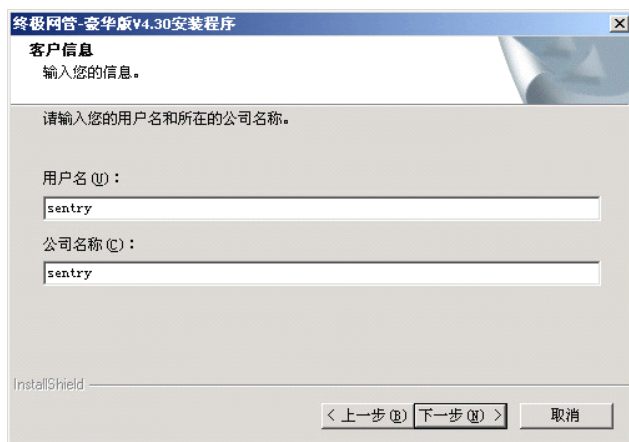 终极网管-豪华版V4.30安装程序
客户信息
输入您的信息。
请输入您的用户名和所在的公司名称。
用户名(U)：
sentry
公司名称(C)：
sentry
InstallShield
< 上一步(B) 下一步(N) > 取消